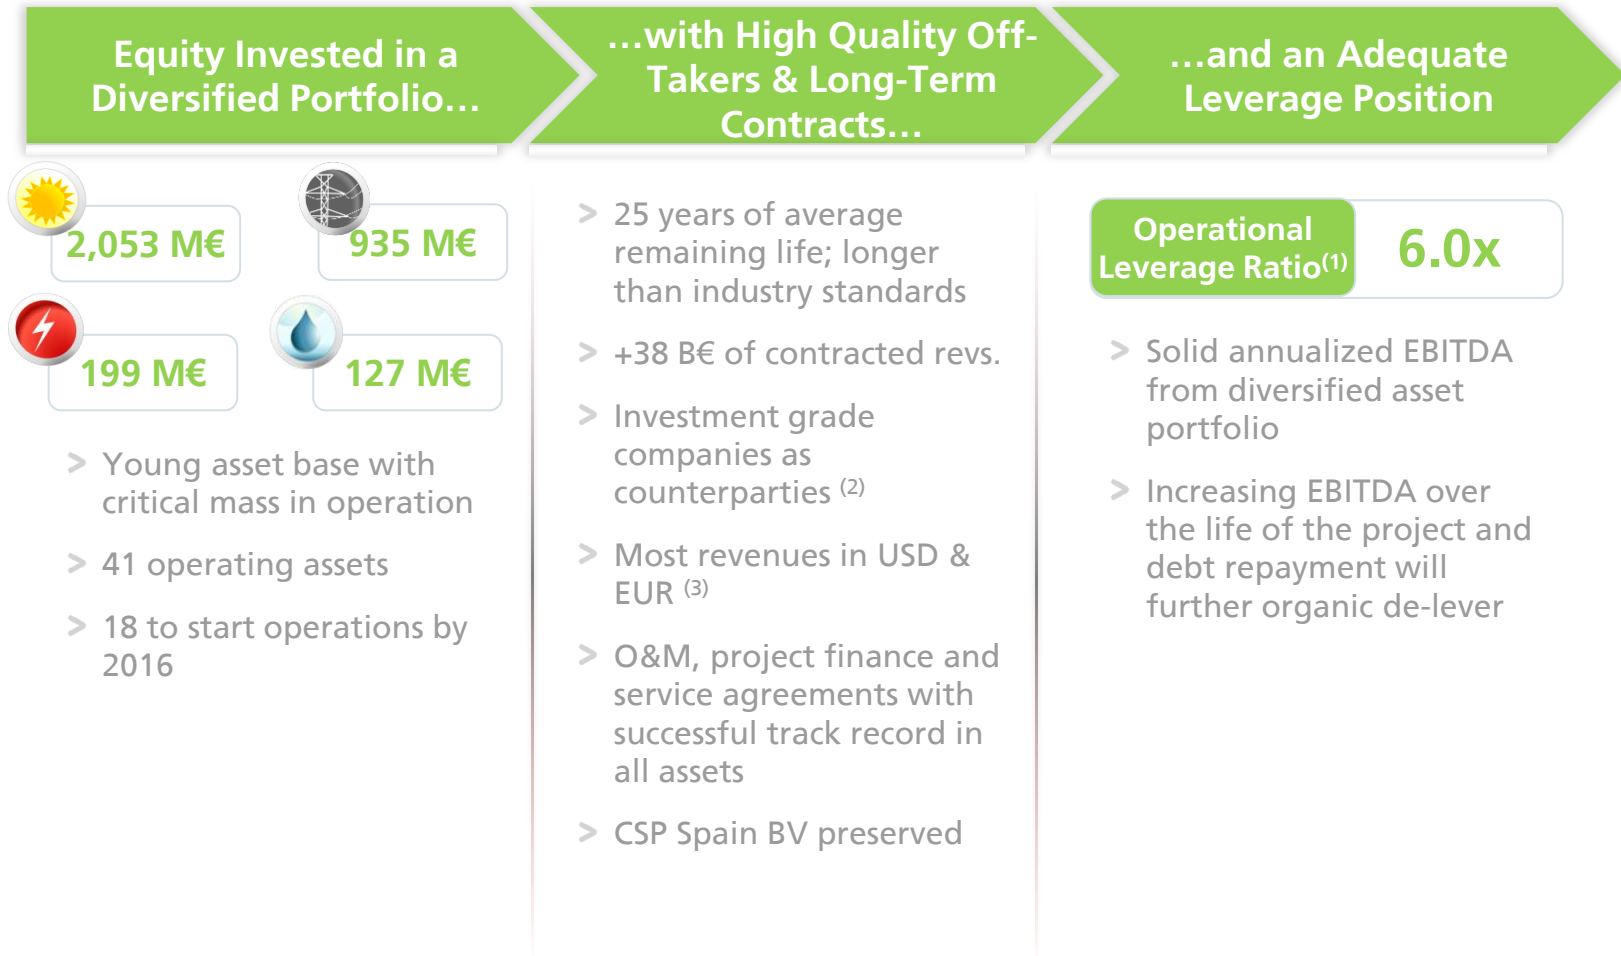 Equity Invested in a
Diversified Portfolio…
…with High Quality Off-
Takers & Long-Term
Contracts…
…and an Adequate
Leverage Position
2,053 M€
935 M€
199 M€
127 M€
> Young asset base with
critical mass in operation
> 41 operating assets
> 18 to start operations by
2016
> 25 years of average
remaining life; longer
than industry standards
> +38 B€ of contracted revs.
> Investment grade
companies as
counterparties (2)
> Most revenues in USD &
EUR (3)
> O&M, project finance and
service agreements with
successful track record in
all assets
> CSP Spain BV preserved
Operational
Leverage Ratio(1)
6.0x
> Solid annualized EBITDA
from diversified asset
portfolio
> Increasing EBITDA over
the life of the project and
debt repayment will
further organic de-lever